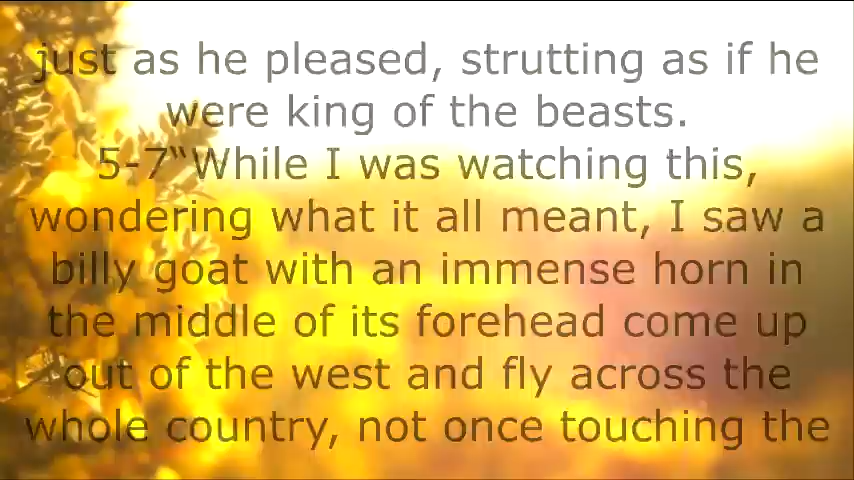 just as he pleased, strutting as if he
were king of the beasts.
5-7“While I was watching this,
wondering what it all meant, I saw a
billy goat with an immense horn in
the middle of its forehead come up
out of the west and fly across the
whole country, not once touching the